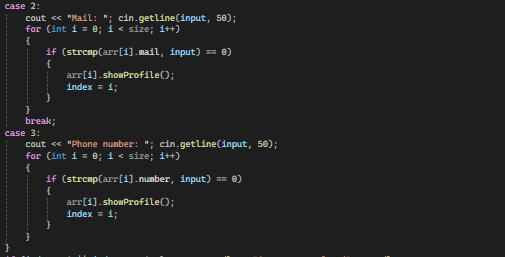 case 2:
cout << "Mail: "; cin.getline(input, 50);
for (int i = 0; i < size; i++)
{
if (strcmp(arr[i].mail, input) == 0)
{
arr[i].showProfile();
index = i;
}
}
break;
case 3:
cout << "Phone number: "; cin.getline(input, 50);
for (int i = 0; i < size; i++)
{
if (strcmp(arr[i].number, input) == 0)
{
arr[i].showProfile();
index = i;
}
}
}